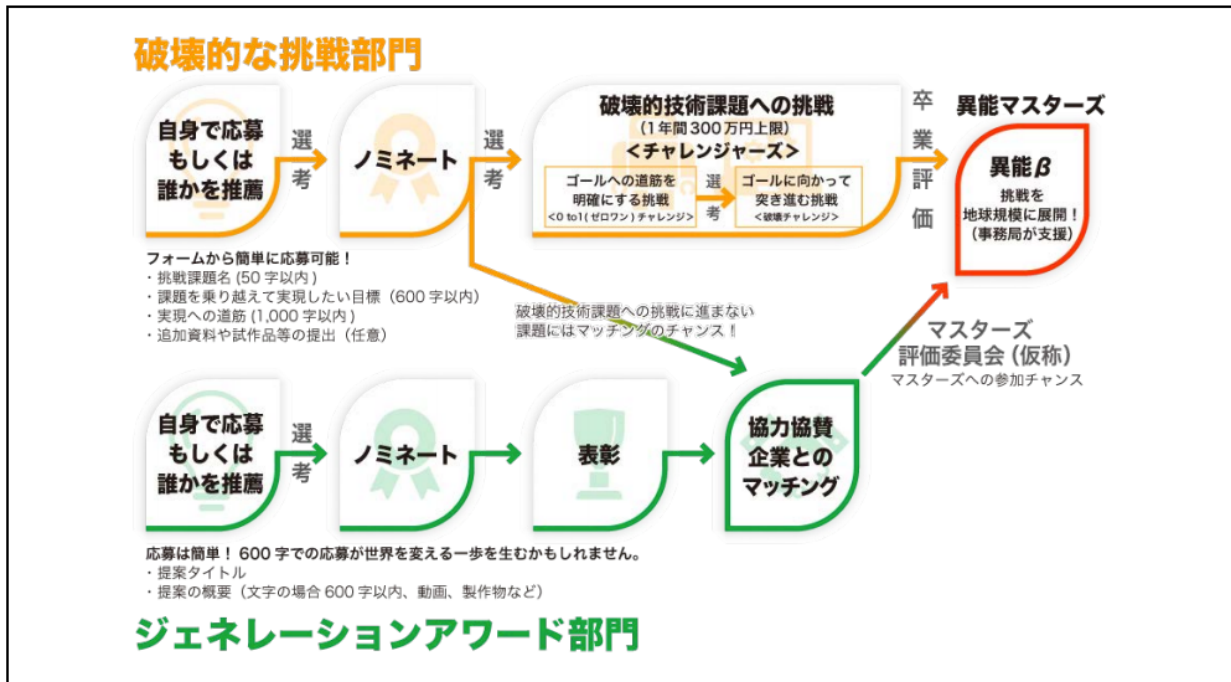 破壊的な挑戦部門
自身で応募
もしくは
誰かを推薦
選考
ノミネート
選考
破壊的技術課題への挑戦
(1年間300万円上限)
<チャレンジャーズ>
ゴールへの道筋を
明確にする挑戦
<0 to1(ゼロワン)チャレンジ>
選考
ゴールに向かって
突き進む挑戦
<破壊チャレンジ>
卒業評価
異能マスターズ
異能β
挑戦を
地球規模に展開!
(事務局が支援)
フォームから簡単に応募可能!
・挑戦課題名(50字以内)
・課題を乗り越えて実現したい目標(600字以内)
・実現への道筋(1,000字以内)
・追加資料や試作品等の提出(任意)
破壊的技術課題への挑戦に進まない
課題にはマッチングのチャンス!
マスターズ
評価委員会(仮称)
マスターズへの参加チャンス
自身で応募
もしくは
誰かを推薦
選考
ノミネート
表彰
協力協賛
企業との
マッチング
応募は簡単!600字での応募が世界を変える一歩を生むかもしれません。
・提案タイトル
・提案の概要(文字の場合600字以内、動画、製作物など)
ジェネレーションアワード部門